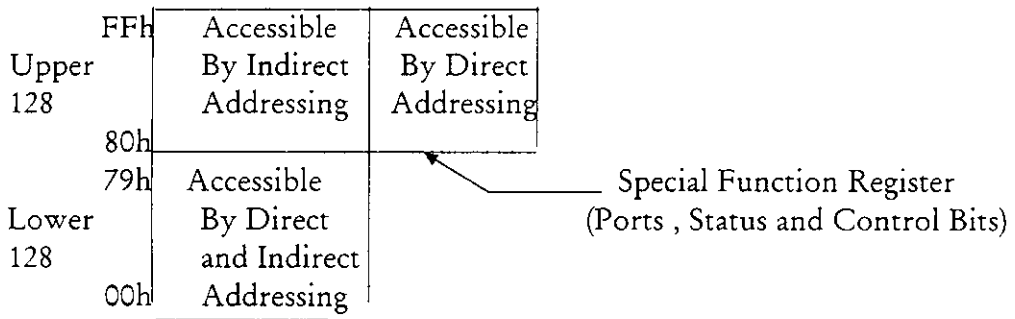 FFh Accessible Accessible
Upper By Indirect By Direct
128 Addressing Addressing
80h
79h Accessible Special Function Register
Lower By Direct (Ports , Status and Control Bits)
128 and Indirect
00h Addressing